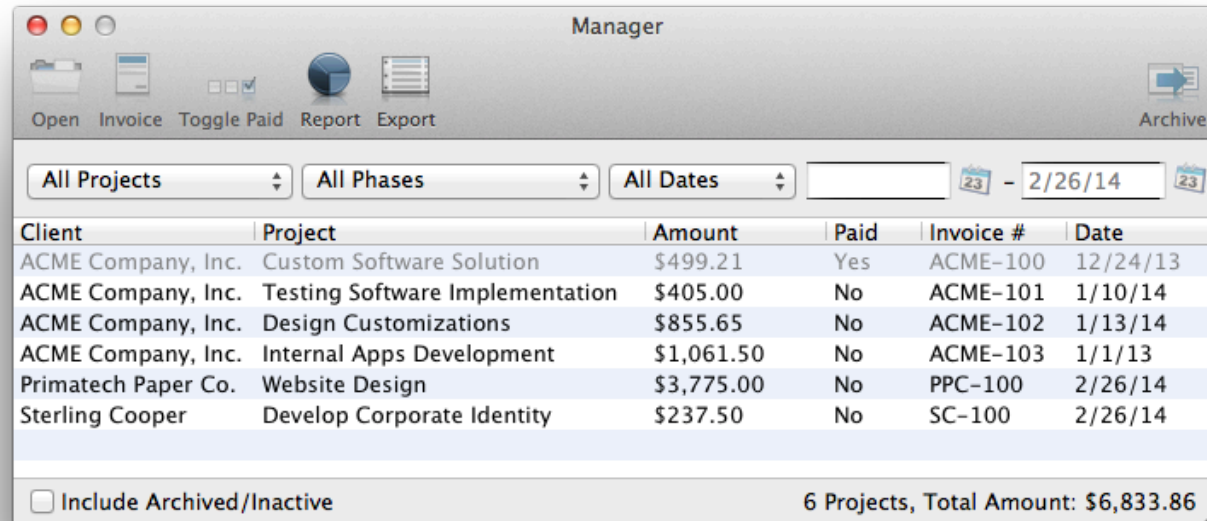 Manager
Open Invoice Toggle Paid Report Export Archive
All Projects All Phases All Dates 23 – 2/26/14 23
Client Project Amount Paid Invoice # Date
ACME Company, Inc. Custom Software Solution $499.21 Yes ACME-100 12/24/13
ACME Company, Inc. Testing Software Implementation $405.00 No ACME-101 1/10/14
ACME Company, Inc. Design Customizations $855.65 No ACME-102 1/13/14
ACME Company, Inc. Internal Apps Development $1,061.50 No ACME-103 1/1/13
Primatech Paper Co. Website Design $3,775.00 No PPC-100 2/26/14
Sterling Cooper Develop Corporate Identity $237.50 No SC-100 2/26/14
Include Archived/Inactive 6 Projects, Total Amount: $6,833.86